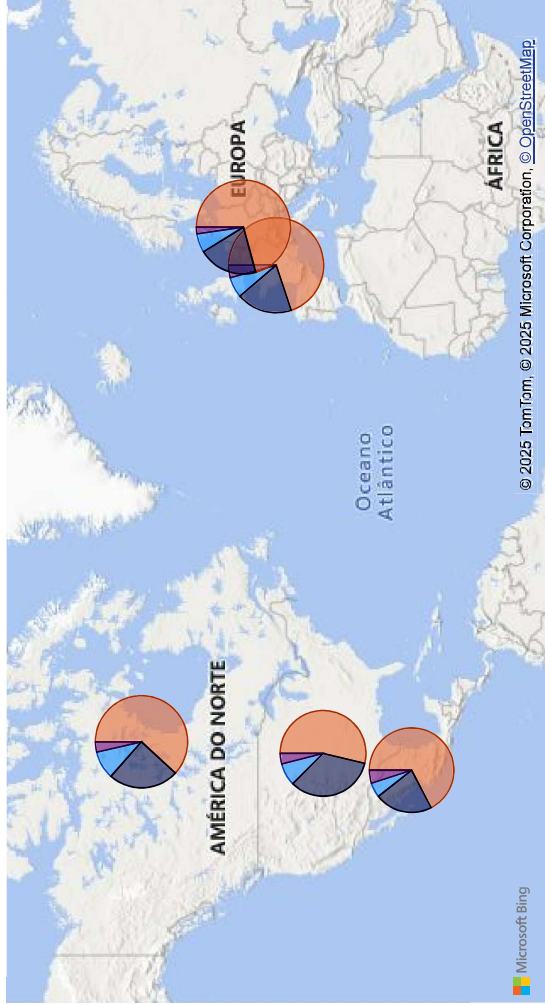 EUROPA
ÁFRICA
Oceano
Atlântico
AMÉRICA DO NORTE
Microsoft Bing
© 2025 TomTom, © 2025 Microsoft Corporation, © OpenStreetMap